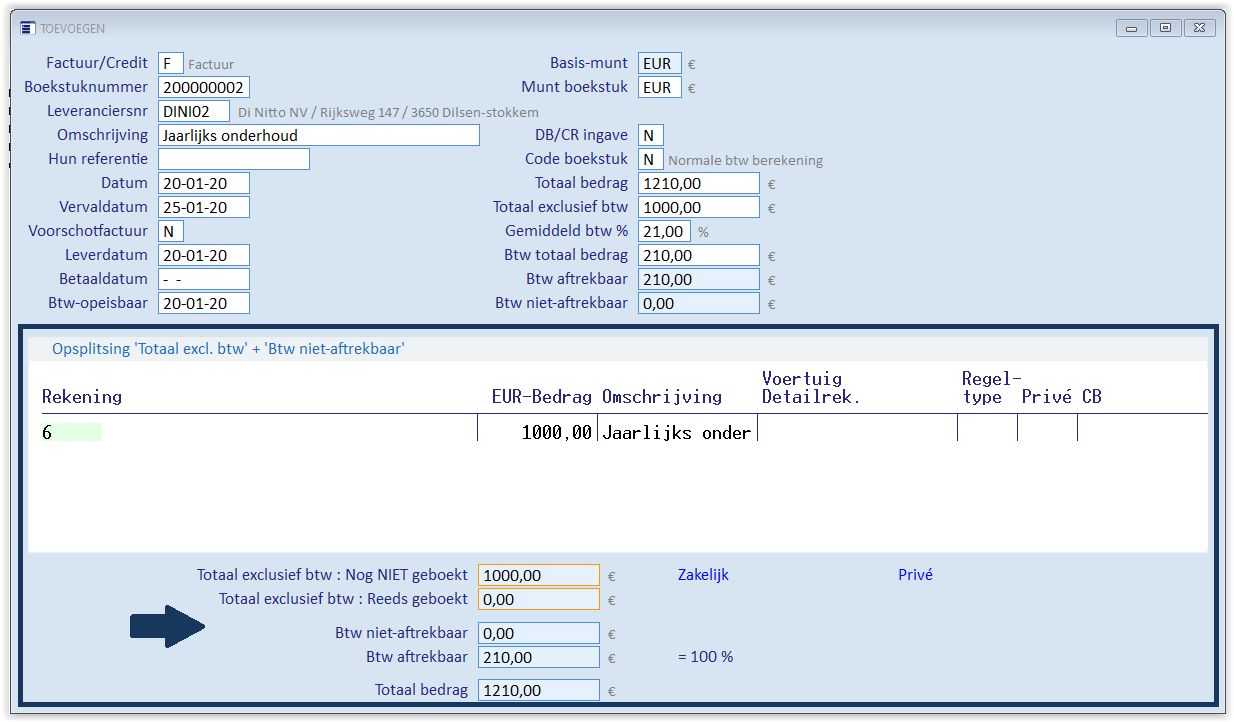 TOEVOEGEN
Factuur/Credit F Factuur Basis-munt EUR €
Boekstuknummer 200000002 Munt boekstuk EUR €
Leveranciersnr DINI02 Di Nitto NV / Rijksweg 147 / 3650 Dilsen-stokkem
Omschrijving Jaarlijks onderhoud DB/CR ingave N
Hun referentie Code boekstuk N Normale btw berekening
Datum 20-01-20 Totaal bedrag 1210,00 €
Vervaldatum 25-01-20 Totaal exclusief btw 1000,00 €
Voorschotfactuur N Gemiddeld btw % 21,00 %
Leverdatum 20-01-20 Btw totaal bedrag 210,00 €
Betaaldatum - - Btw aftrekbaar 210,00 €
Btw-opeisbaar 20-01-20 Btw niet-aftrekbaar 0,00 €
Opsplitsing 'Totaal excl. btw' + 'Btw niet-aftrekbaar'
Voertuig Regel-
Rekening EUR-Bedrag Omschrijving Detailrek. type Privé CB
6 1000,00 Jaarlijks onder
Totaal exclusief btw : Nog NIET geboekt 1000,00 € Zakelijk Privé
Totaal exclusief btw : Reeds geboekt 0,00 €
Btw niet-aftrekbaar 0,00 €
Btw aftrekbaar 210,00 € = 100 %
Totaal bedrag 1210,00 €